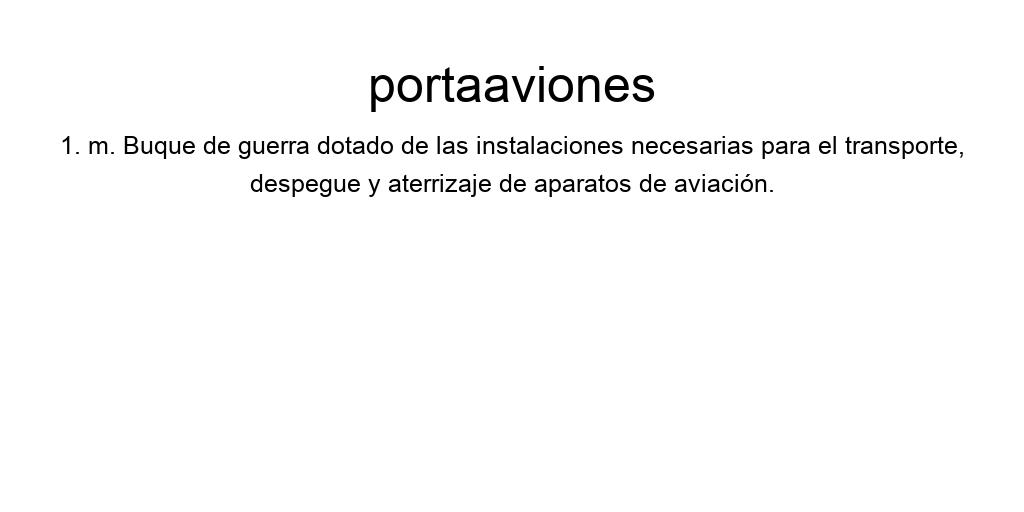 portaaviones
1. m. Buque de guerra dotado de las instalaciones necesarias para el transporte,
despegue y aterrizaje de aparatos de aviación.